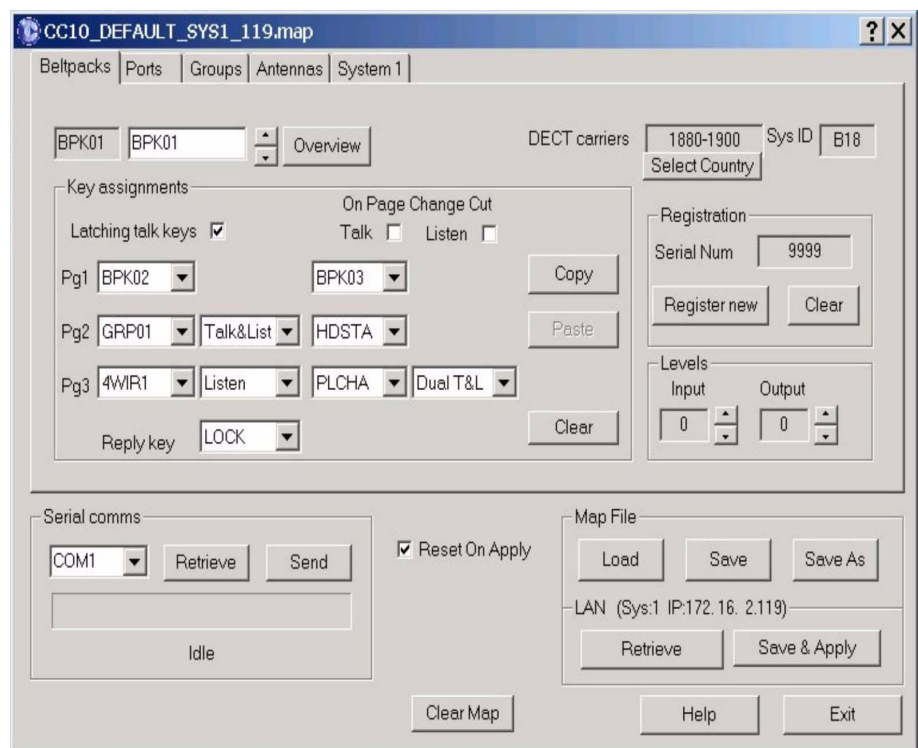 CC10_DEFAULT_SYS1_119.map
Beltpacks Ports Groups Antennas System 1
BPK01 BPK01 Overview DECT carriers 1880-1900 Sys ID B18
Select Country
Key assignments
On Page Change Cut
Latching talk keys Talk Listen
Pg1 BPK02 BPK03 Copy
Pg2 GRP01 Talk&List HDSTA Paste
Pg3 4WIR1 Listen PLCHA Dual T&L
Reply key LOCK Clear
Registration
Serial Num 9999
Register new Clear
Levels
Input Output
0 0
Serial comms
COM1 Retrieve Send
Idle
Reset On Apply
Map File
Load Save Save As
LAN (Sys:1 IP:172. 16. 2.119)
Retrieve Save & Apply
Clear Map Help Exit